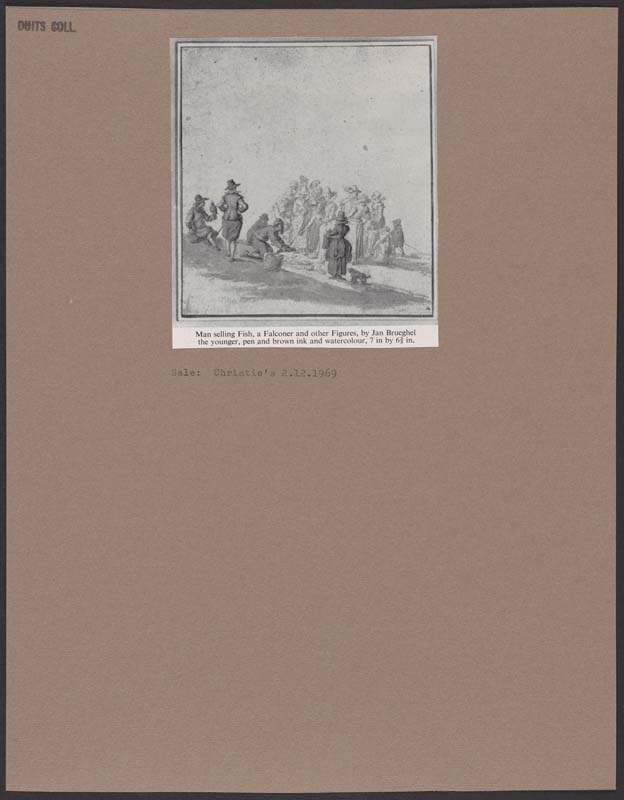 DUITS COLL.
Man selling Fish, a Falconer and other Figures, by Jan Brueghel
the younger, pen and brown ink and watercolour, 7 in by 6¾ in.
Sale: Christie's 2.12.1969